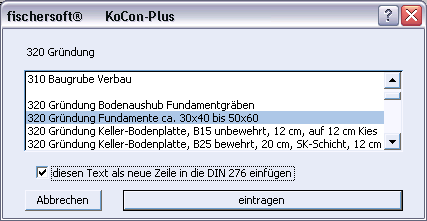 fischersoft® KoCon-Plus
320 Gründung
310 Baugrube Verbau
320 Gründung Bodenaushub Fundamentgräben
320 Gründung Fundamente ca. 30x40 bis 50x60
320 Gründung Keller-Bodenplatte, B15 unbewehrt, 12 cm, auf 12 cm Kies
320 Gründung Keller-Bodenplatte, B25 bewehrt, 20 cm, SK-Schicht, 12 cm
diesen Text als neue Zeile in die DIN 276 einfügen
Abbrechen eintragen